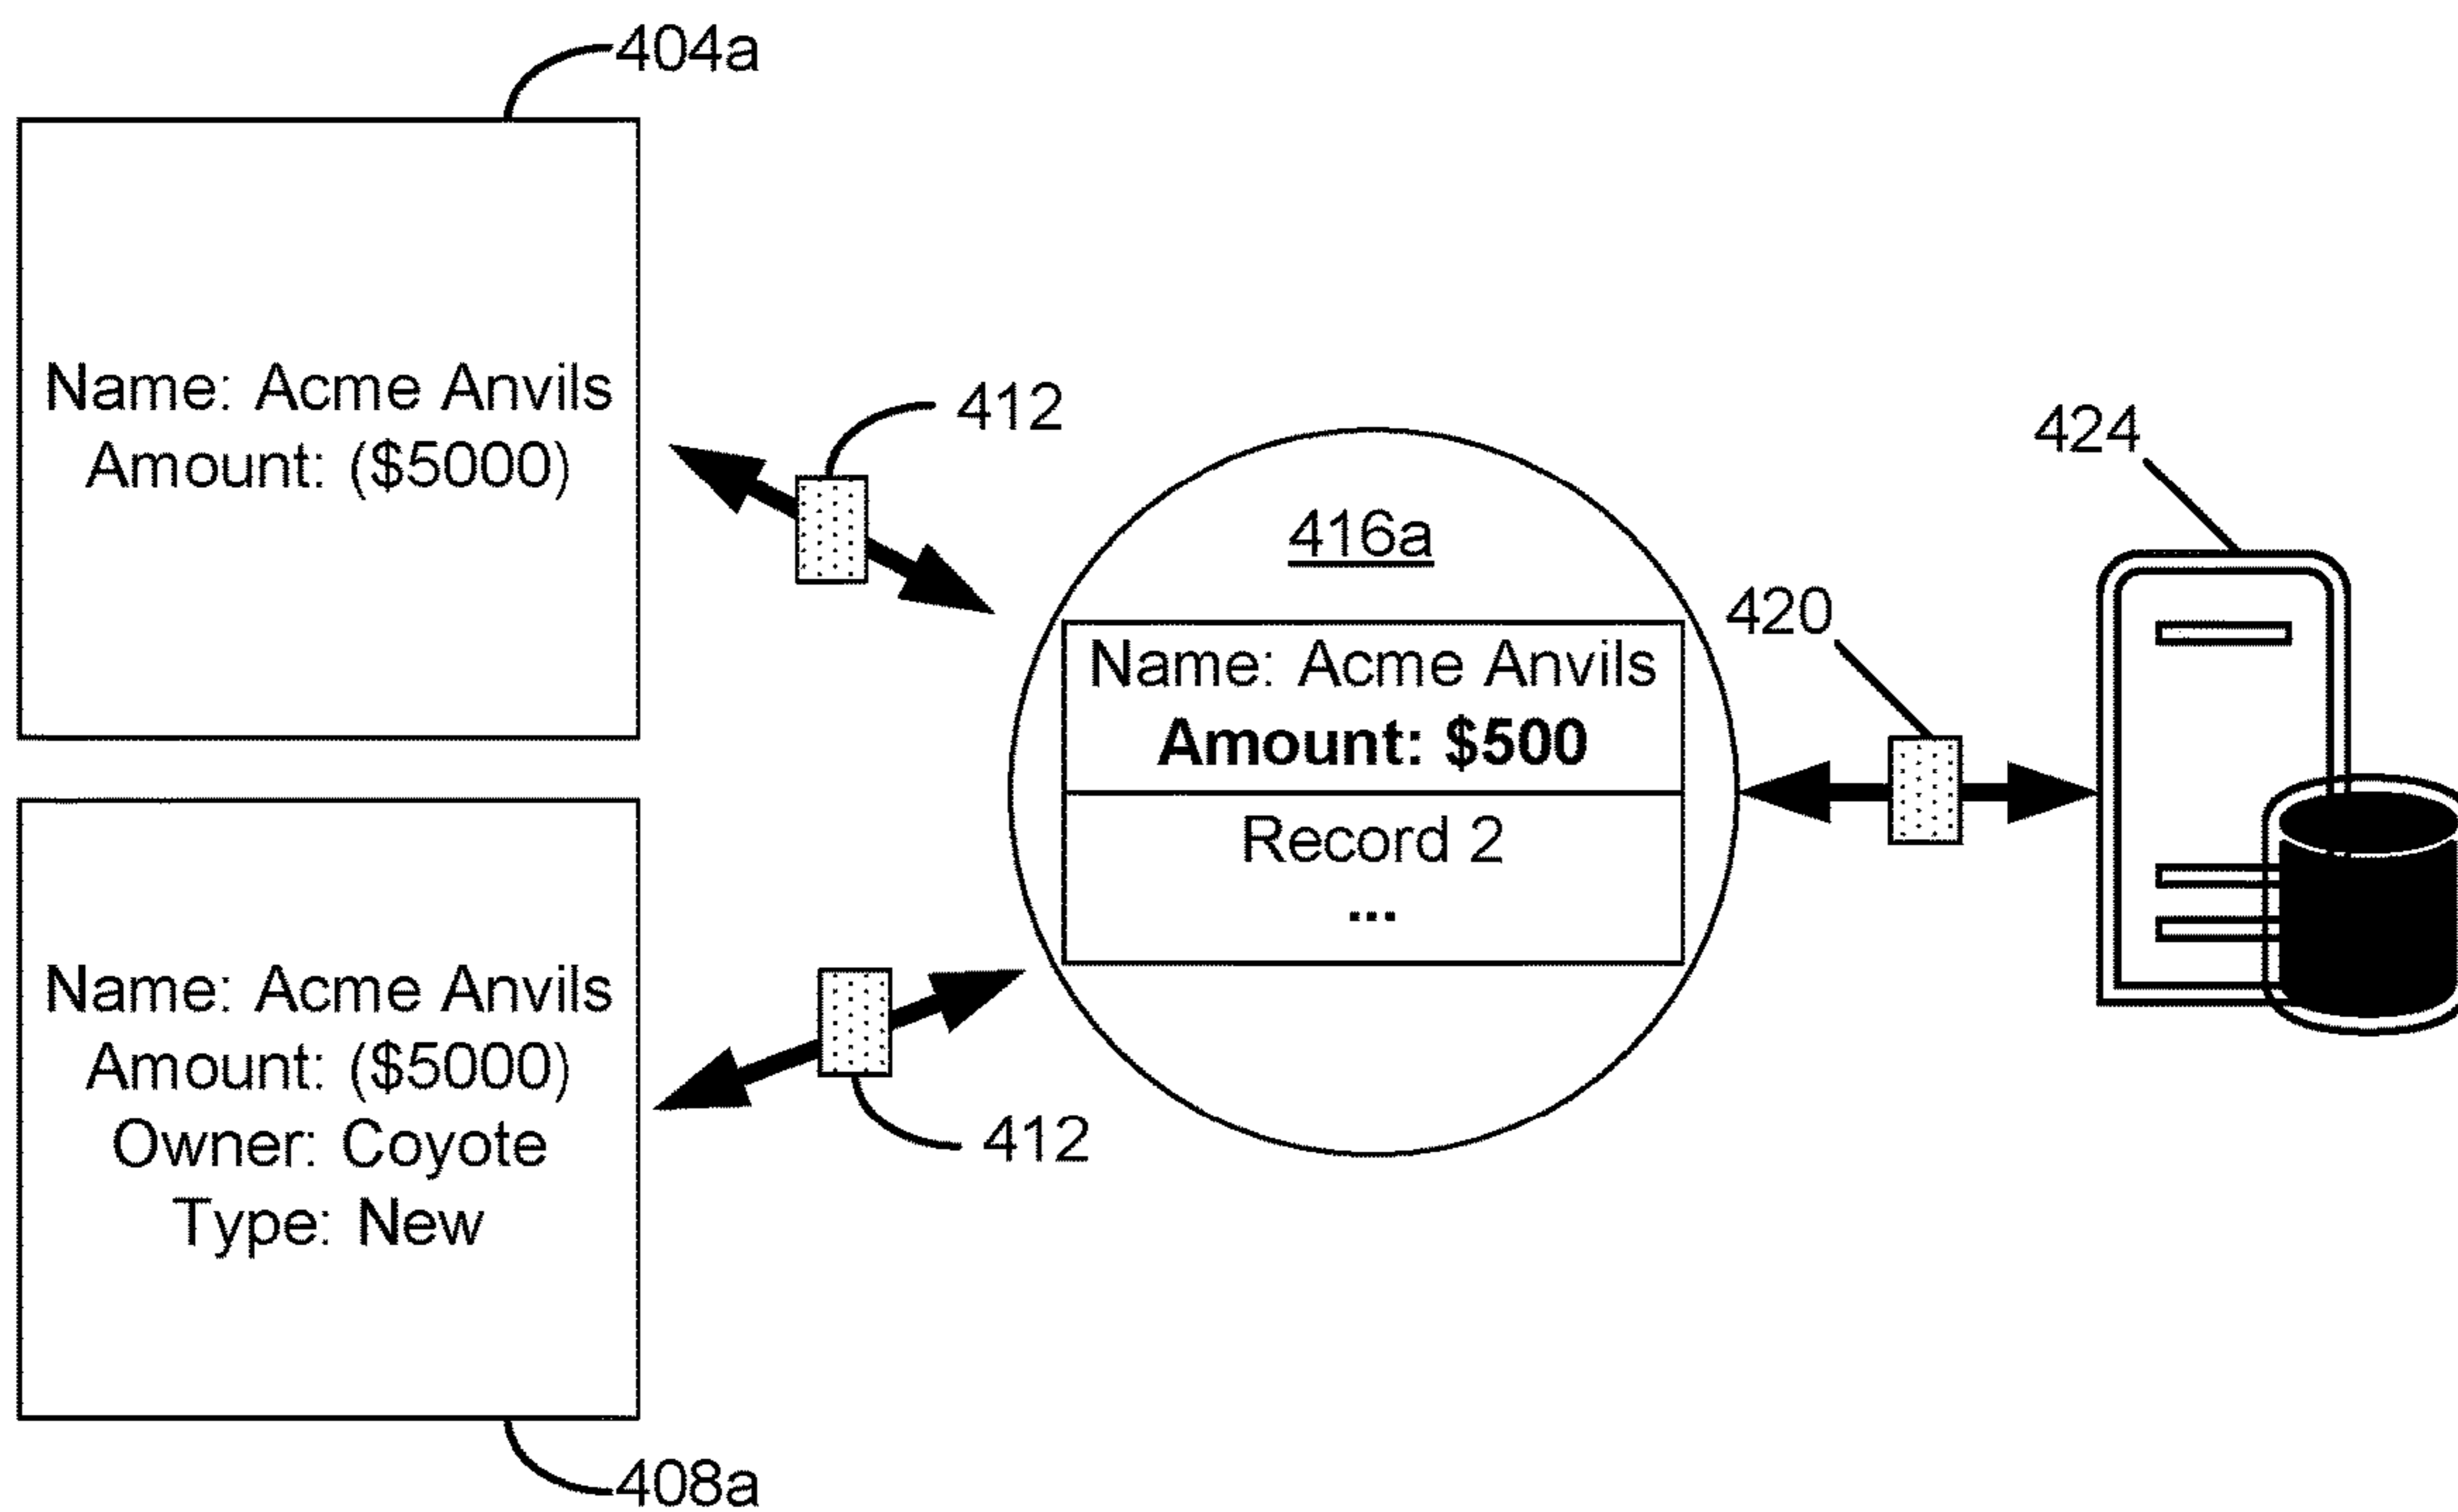 404a
Name: Acme Anvils
Amount: ($5000)
412
416a
Name: Acme Anvils
Amount: $500
Record 2
...
420
424
Name: Acme Anvils
Amount: ($5000)
Owner: Coyote
Type: New
412
408a